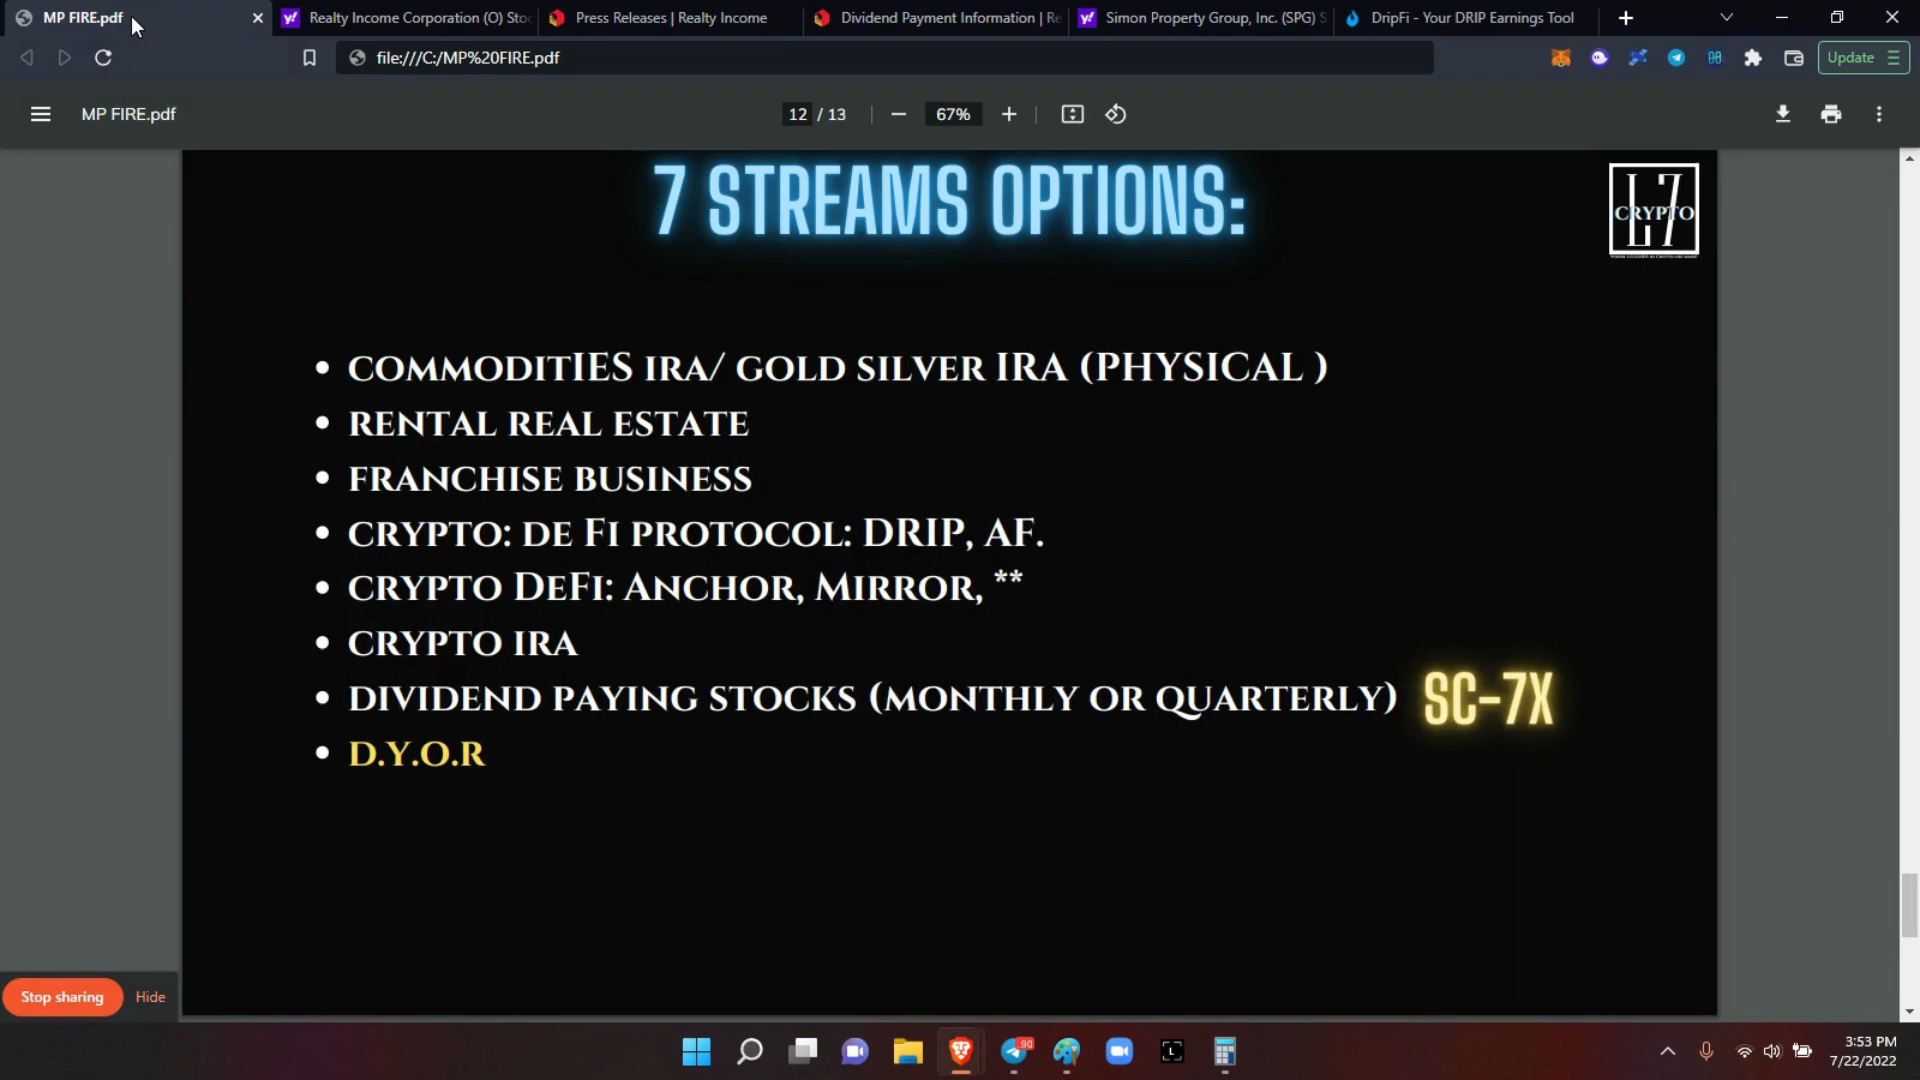 MP FIRE.pdf
Realty Income Corporation (O) Sto
Press Releases | Realty Income
Dividend Payment Information | Re
Simon Property Group, Inc. (SPG) S
DripFi - Your DRIP Earnings Tool
file:///C:/MP%20FIRE.pdf
Update
MP FIRE.pdf
12 / 13
67%
7 STREAMS OPTIONS:
L7
CRYPTO
COMMODITIES IRA/ GOLD SILVER IRA (PHYSICAL )
RENTAL REAL ESTATE
FRANCHISE BUSINESS
CRYPTO: DE FI PROTOCOL: DRIP, AF.
CRYPTO DEFI: ANCHOR, MIRROR, **
CRYPTO IRA
DIVIDEND PAYING STOCKS (MONTHLY OR QUARTERLY)
SC-7X
D.Y.O.R
Stop sharing
Hide
90
L
3:53 PM
7/22/2022